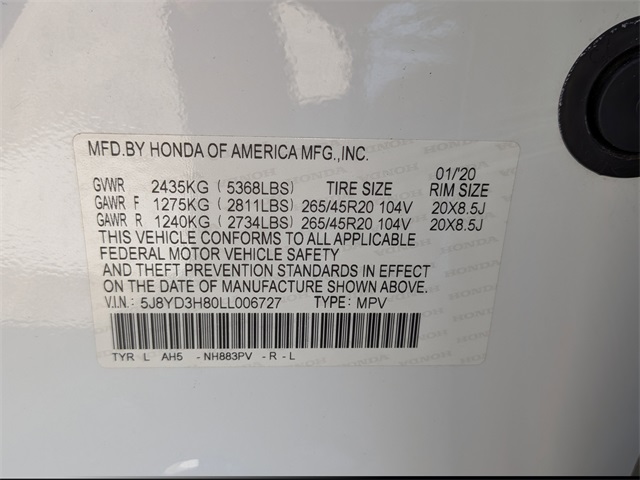 MFD.BY HONDA OF AMERICA MFG.,INC.
01/'20
GVWR 2435KG ( 5368LBS) TIRE SIZE RIM SIZE
GAWR F 1275KG ( 2811LBS) 265/45R20 104V 20X8.5J
GAWR R 1240KG ( 2734LBS) 265/45R20 104V 20X8.5J
THIS VEHICLE CONFORMS TO ALL APPLICABLE
FEDERAL MOTOR VEHICLE SAFETY
AND THEFT PREVENTION STANDARDS IN EFFECT
ON THE DATE OF MANUFACTURE SHOWN ABOVE.
V.I.N.: 5J8YD3H80LL006727 TYPE: MPV
TYR L AH5 - NH883PV - R - L